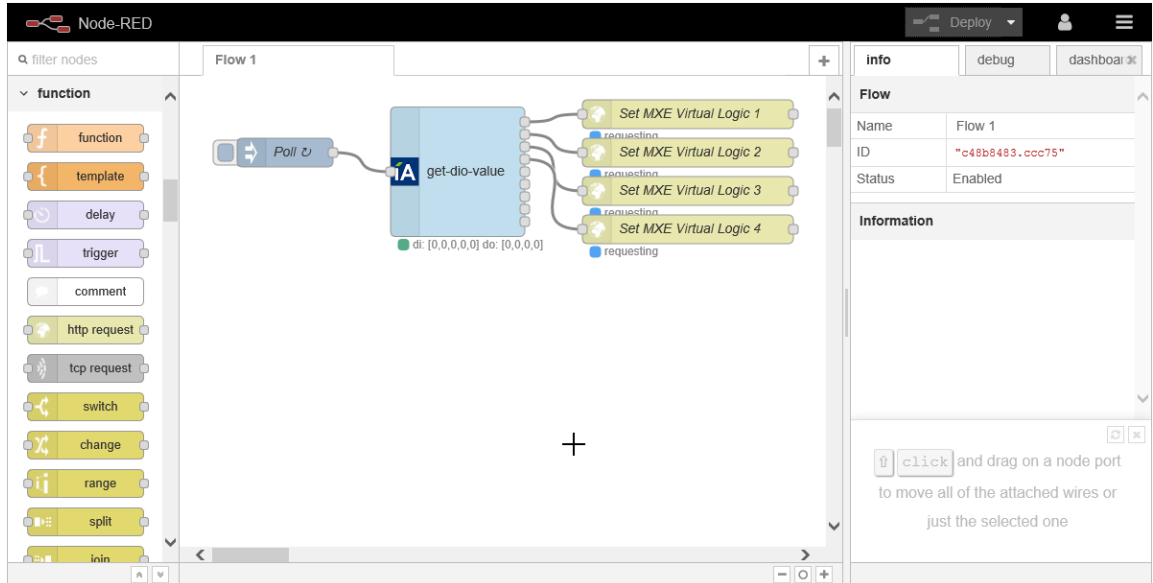 Node-RED
Deploy
filter nodes
Flow 1
info
debug
dashboar
function
function
template
delay
trigger
comment
http request
tcp request
switch
change
range
split
join
Poll ↻
get-dio-value
di: [0,0,0,0,0,0] do: [0,0,0,0]
Set MXE Virtual Logic 1
requesting
Set MXE Virtual Logic 2
requesting
Set MXE Virtual Logic 3
requesting
Set MXE Virtual Logic 4
requesting
Flow
Name Flow 1
ID "c48b8483.ccc75"
Status Enabled
Information
⇧ click and drag on a node port
to move all of the attached wires or
just the selected one